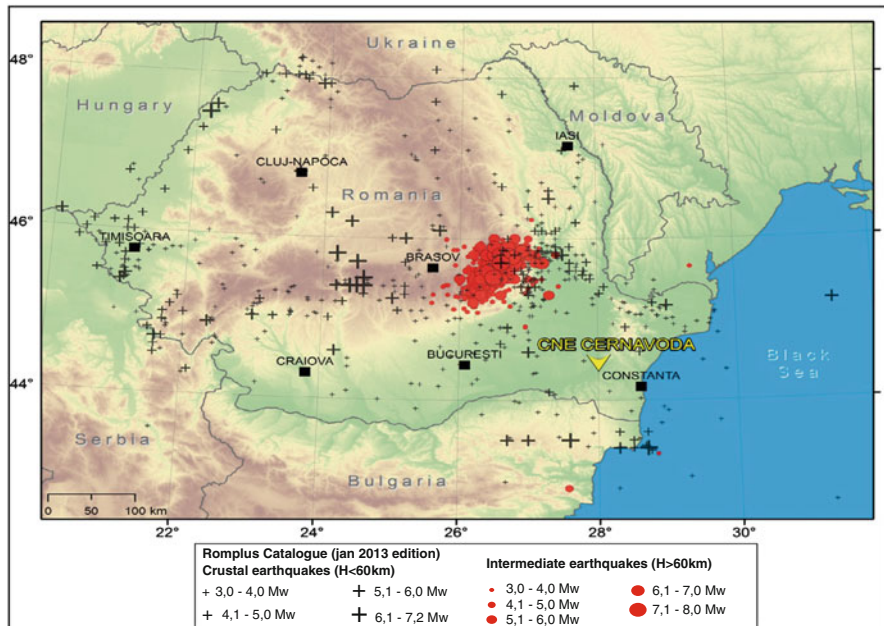 Ukraine
48°
48°
Hungary
Moldova
IASI
CLUJ-NAPOCA
Romania
46°
46°
TIMISOARA
BRASOV
CNE CERNAVODA
BUCUREȘTI
CRAIOVA
CONSTANTA
Black
Sea
44°
44°
Serbia
Bulgaria
0 50 100 km
22° 24° 26° 28° 30°
Romplus Catalogue (jan 2013 edition)
Crustal earthquakes (H<60km)
Intermediate earthquakes (H>60km)
+ 3,0 - 4,0 Mw
+ 4,1 - 5,0 Mw
+ 5,1 - 6,0 Mw
+ 6,1 - 7,2 Mw
3,0 - 4,0 Mw
4,1 - 5,0 Mw
5,1 - 6,0 Mw
6,1 - 7,0 Mw
7,1 - 8,0 Mw